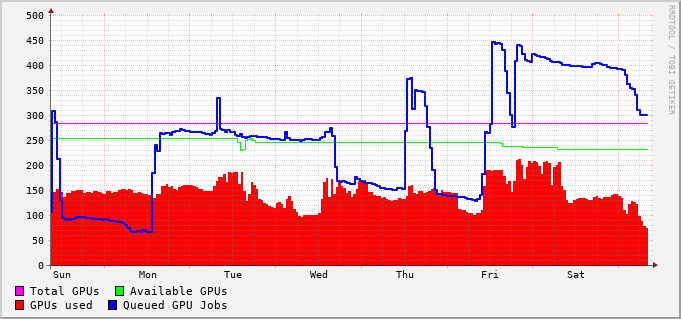 500
450
400
350
300
250
200
150
100
50
0
Sun Mon Tue Wed Thu Fri Sat
Total GPUs Available GPUs
GPUs used Queued GPU Jobs
RRDTOOL / TOBI OETIKER